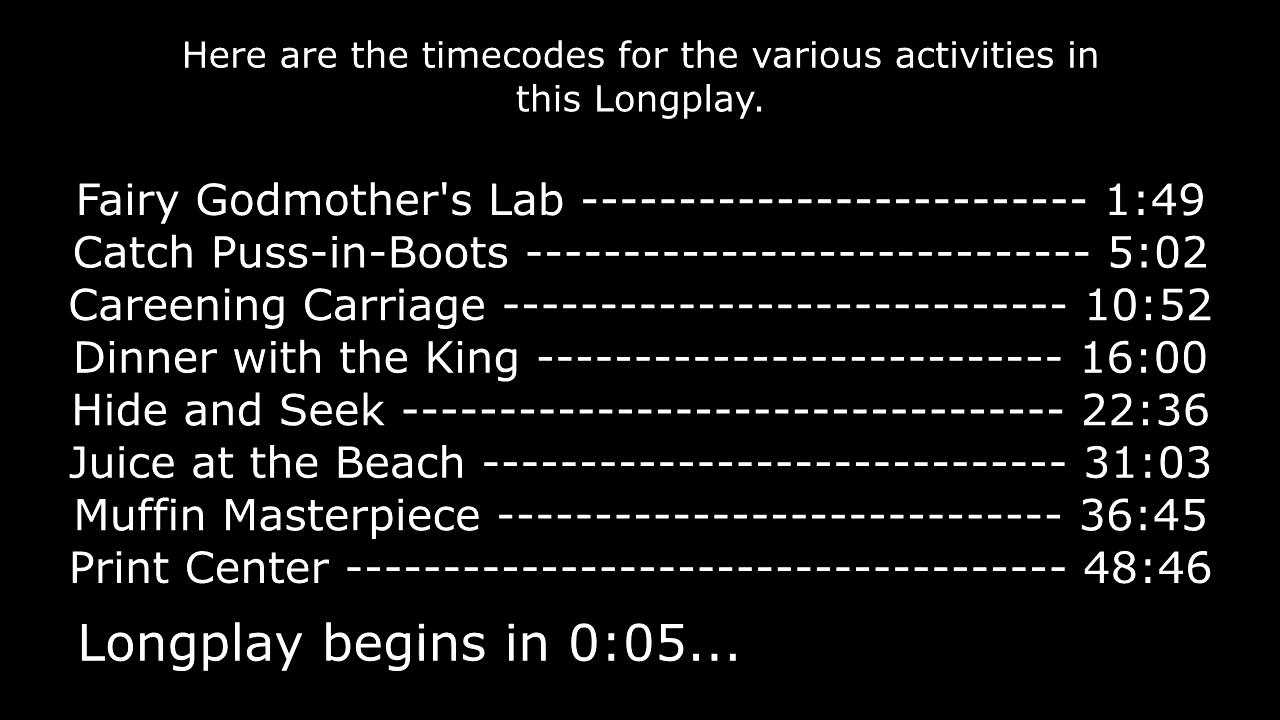 Here are the timecodes for the various activities in
this Longplay.
Fairy Godmother's Lab -------------------------- 1:49
Catch Puss-in-Boots ----------------------------- 5:02
Careening Carriage ----------------------------- 10:52
Dinner with the King --------------------------- 16:00
Hide and Seek ---------------------------------- 22:36
Juice at the Beach ------------------------------ 31:03
Muffin Masterpiece ----------------------------- 36:45
Print Center ------------------------------------- 48:46
Longplay begins in 0:05...